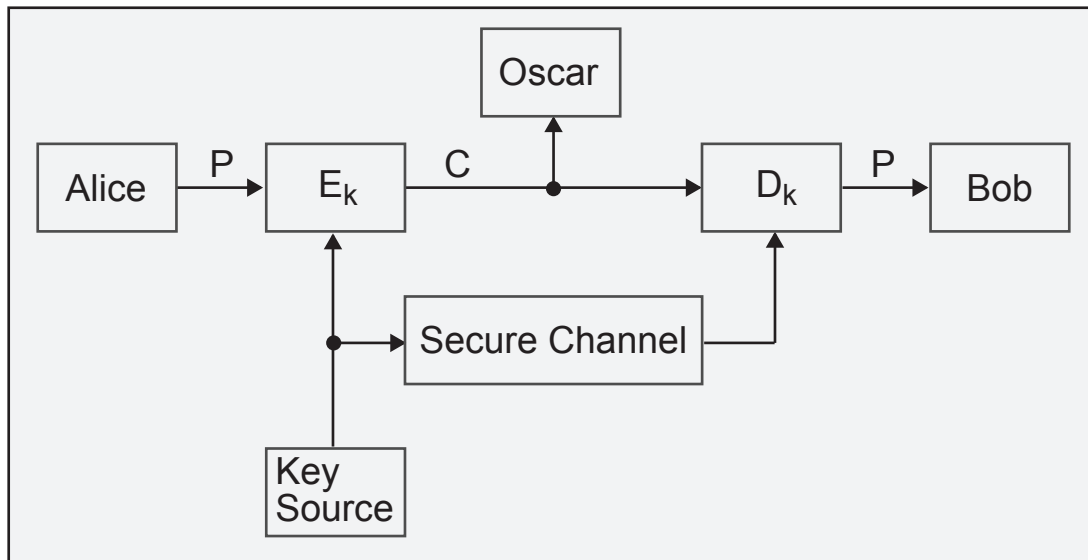 Oscar
Alice
P
Eₖ
C
Dₖ
P
Bob
Secure Channel
Key
Source